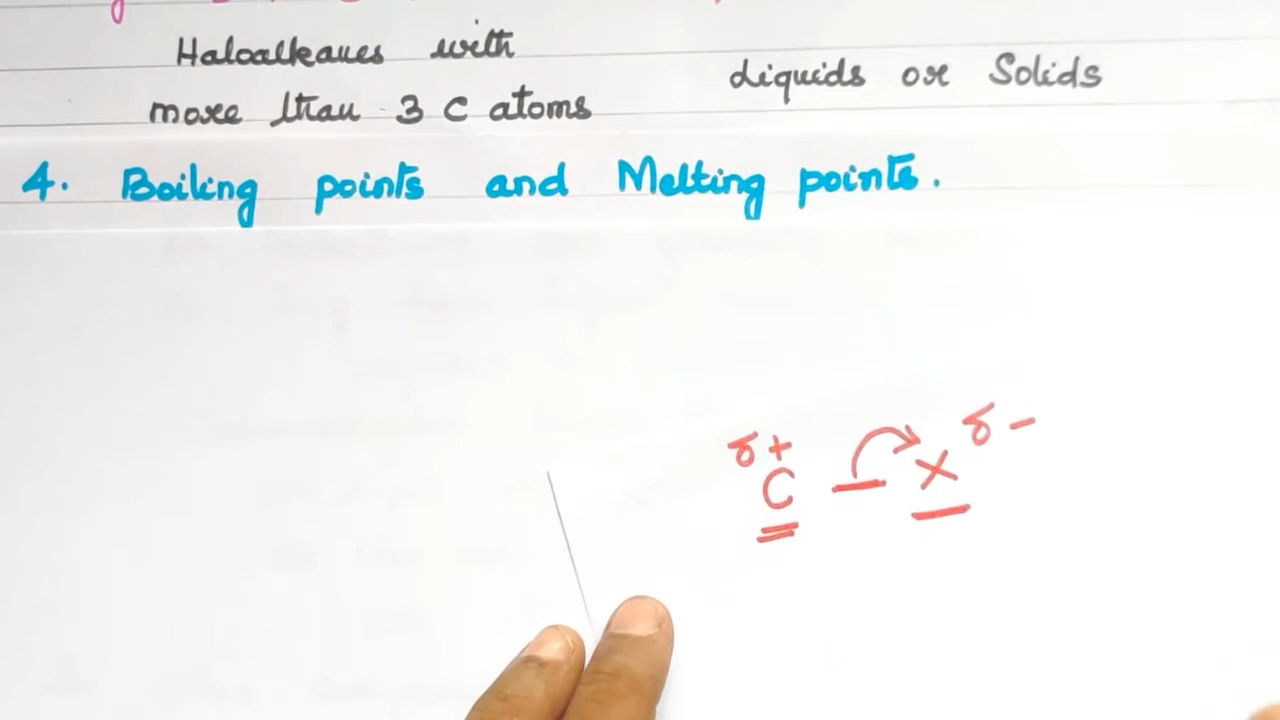 Haloalkanes with
more than 3 C atoms
Liquids or Solids
4. Boiling points and Melting points.
δ+ δ-
C — X